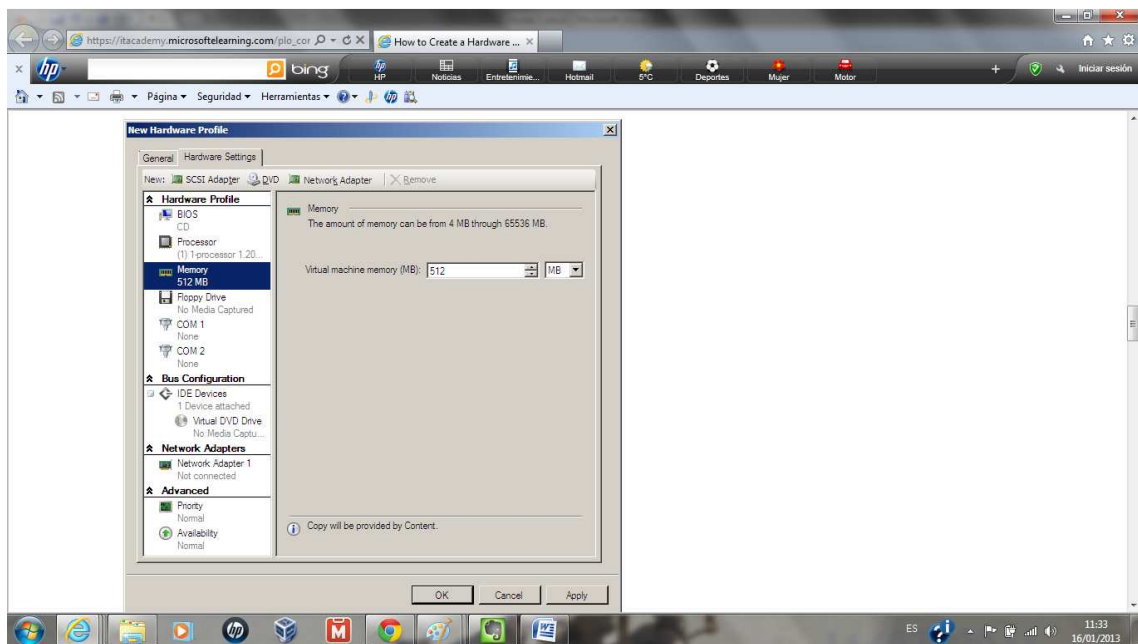 https://itacademy.microsoftelearning.com/plo_cor
How to Create a Hardware ...
hp
bing
HP
Noticias
Entretenimie...
Hotmail
5°C
Deportes
Mujer
Motor
Iniciar sesión
Página
Seguridad
Herramientas
New Hardware Profile
General
Hardware Settings
New:
SCSI Adapter
DVD
Network Adapter
Remove
Hardware Profile
BIOS
CD
Processor
(1) 1-processor 1.20...
Memory
512 MB
Floppy Drive
No Media Captured
COM 1
None
COM 2
None
Bus Configuration
IDE Devices
1 Device attached
Virtual DVD Drive
No Media Captu...
Network Adapters
Network Adapter 1
Not connected
Advanced
Priority
Normal
Availability
Normal
Memory
The amount of memory can be from 4 MB through 65536 MB.
Virtual machine memory (MB): 512 MB
Copy will be provided by Content.
OK
Cancel
Apply
ES
11:33
16/01/2013